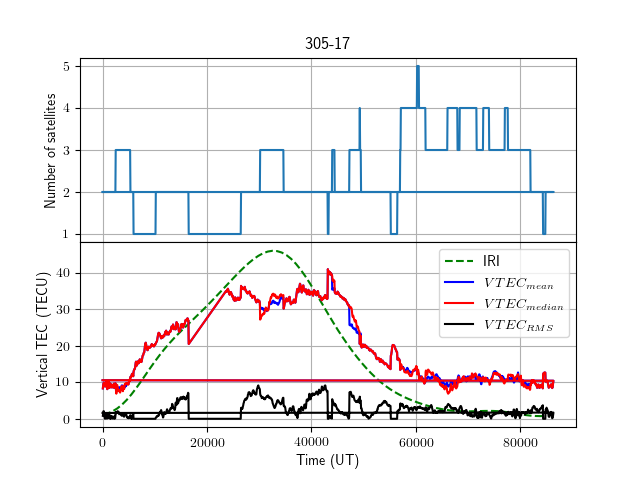 305-17
Number of satellites
5
4
3
2
1
Vertical TEC (TECU)
40
30
20
10
0
IRI
VTEC_mean
VTEC_median
VTEC_RMS
0 20000 40000 60000 80000
Time (UT)